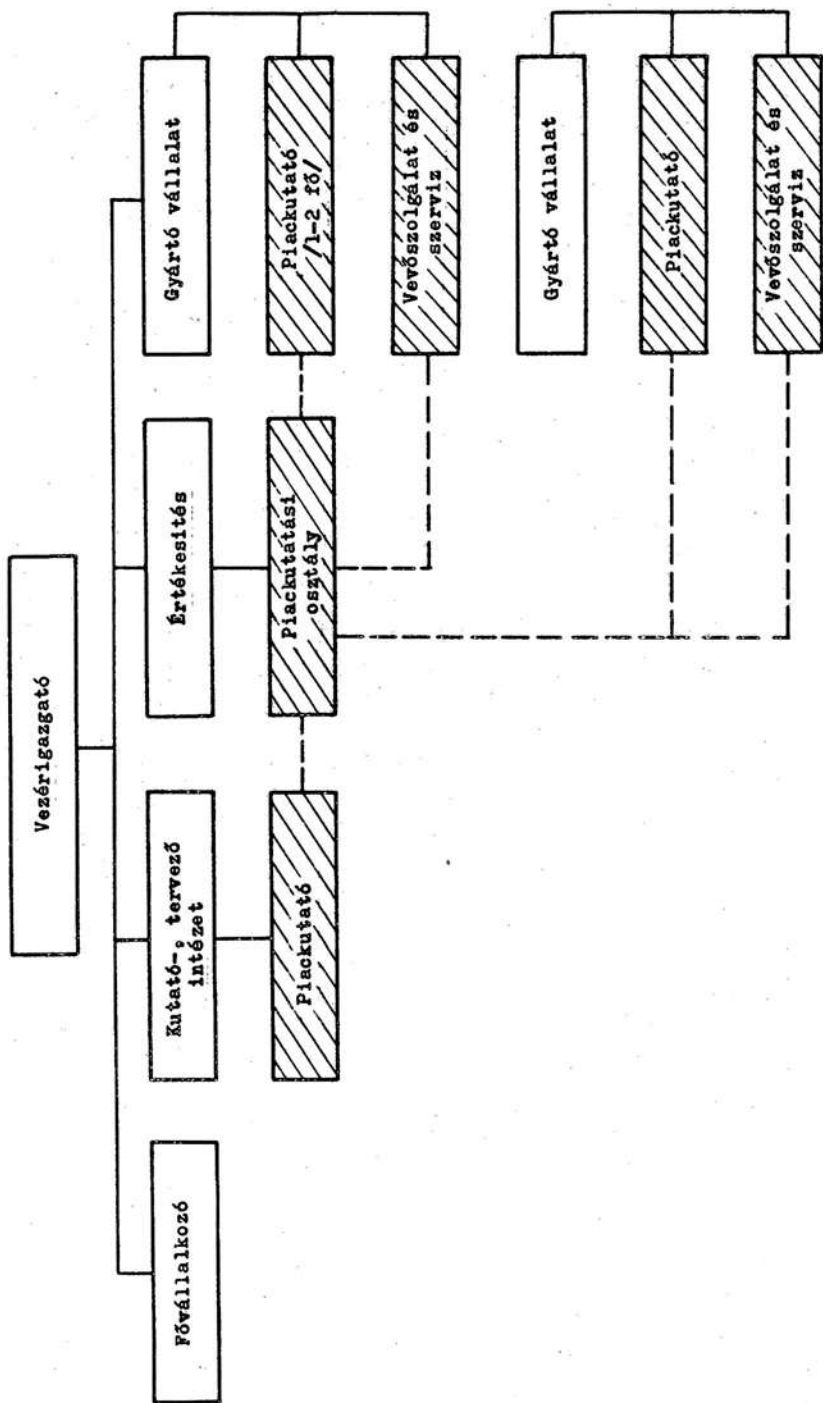 Vezérigazgató
Fővállalkozó
Kutató-, tervező
intézet
Értékesités
Gyártó vállalat
Piackutató
Piackutatási
osztály
Piackutató
/1-2 fő/
Vevőszolgálat és
szerviz
Gyártó vállalat
Piackutató
Vevőszolgálat és
szerviz